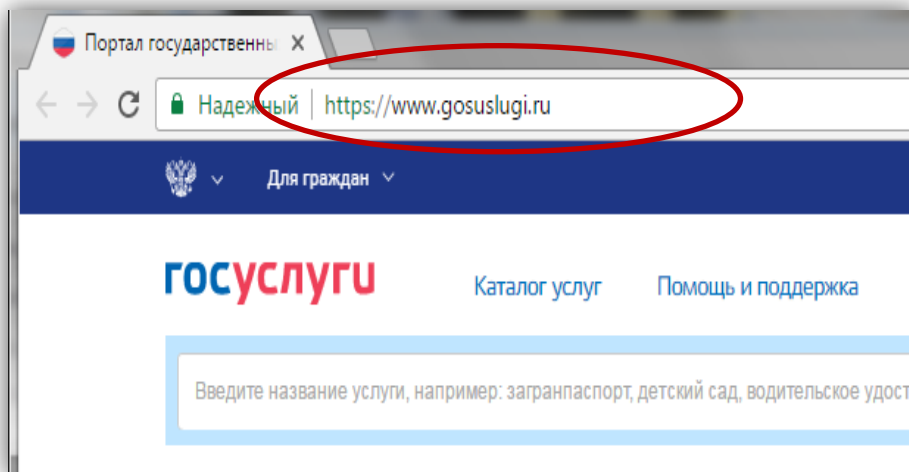 Портал государственны
Надежный https://www.gosuslugi.ru
Для граждан
госуслуги Каталог услуг Помощь и поддержка
Введите название услуги, например: загранпаспорт, детский сад, водительское удост